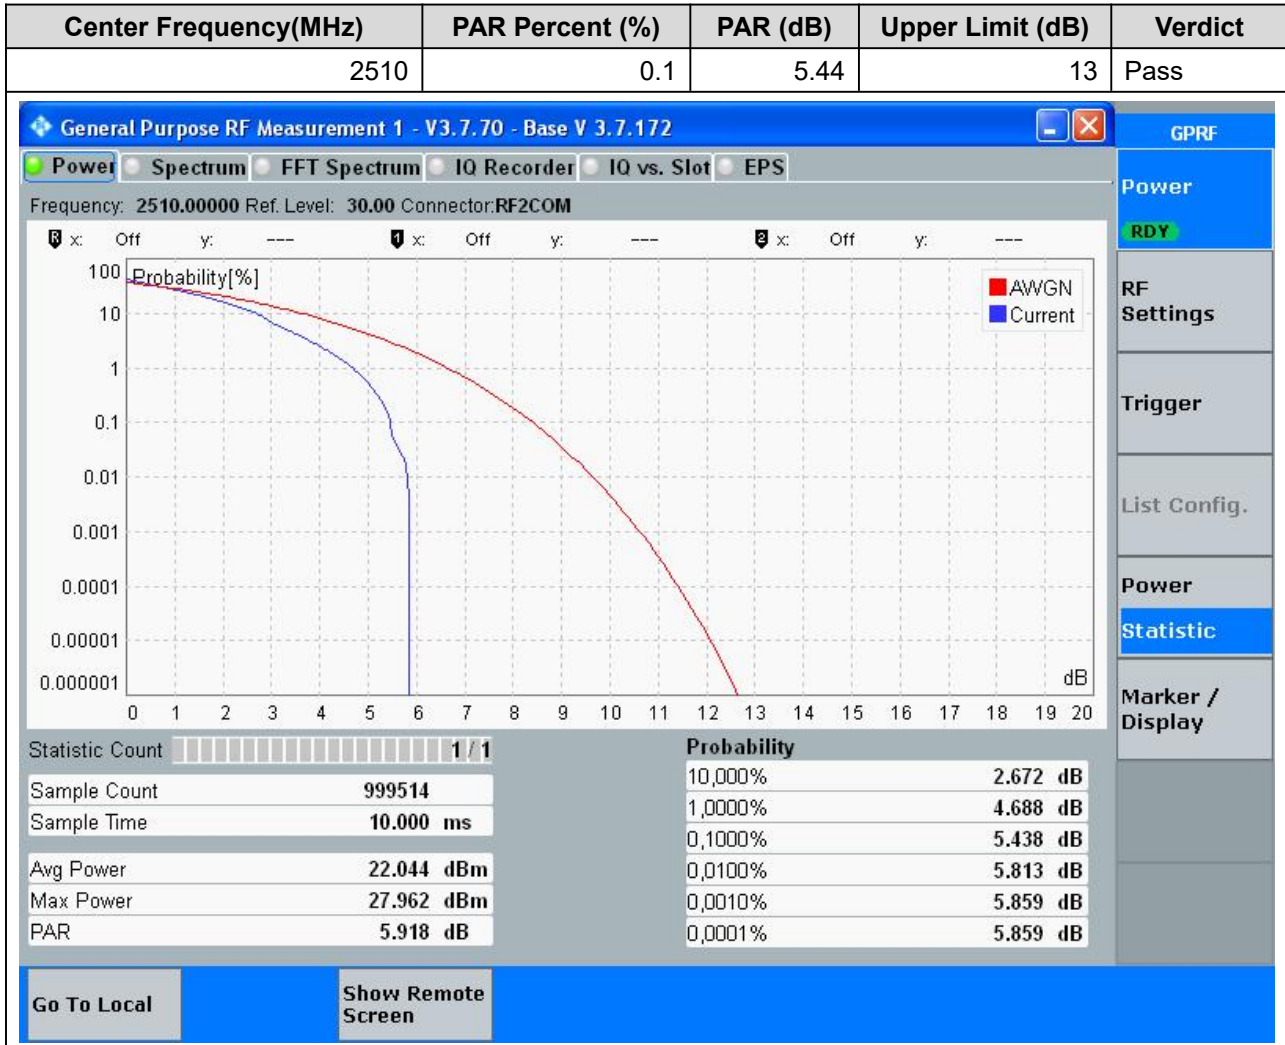 Center Frequency(MHz) PAR Percent (%) PAR (dB) Upper Limit (dB) Verdict
2510 0.1 5.44 13 Pass
General Purpose RF Measurement 1 - V3.7.70 - Base V 3.7.172
GPRF
Power Spectrum FFT Spectrum IQ Recorder IQ vs. Slot EPS
Frequency: 2510.00000 Ref. Level: 30.00 Connector:RF2COM
R x: Off y: --- 1 x: Off y: --- 2 x: Off y: ---
Probability[%]
AWGN
Current
100
10
1
0.1
0.01
0.001
0.0001
0.00001
0.000001
dB
0 1 2 3 4 5 6 7 8 9 10 11 12 13 14 15 16 17 18 19 20
Statistic Count 1 / 1
Sample Count 999514
Sample Time 10.000 ms
Avg Power 22.044 dBm
Max Power 27.962 dBm
PAR 5.918 dB
Probability
10,000% 2.672 dB
1,0000% 4.688 dB
0,1000% 5.438 dB
0,0100% 5.813 dB
0,0010% 5.859 dB
0,0001% 5.859 dB
Power
RDY
RF
Settings
Trigger
List Config.
Power
Statistic
Marker /
Display
Go To Local
Show Remote
Screen